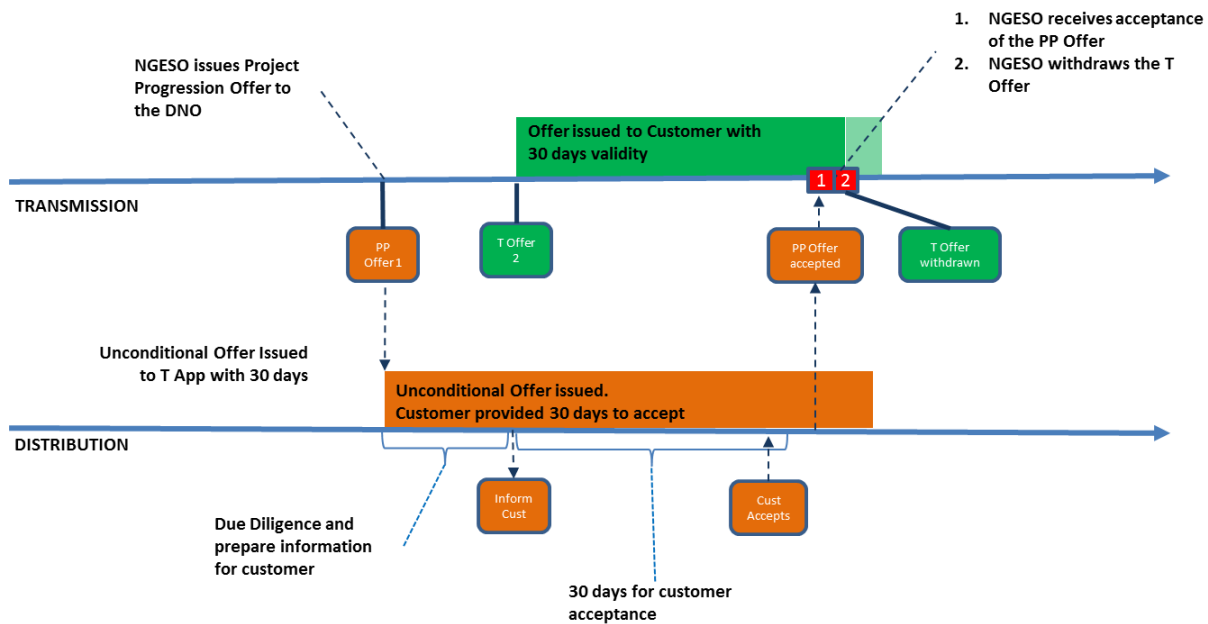 1. NGESO receives acceptance
of the PP Offer
2. NGESO withdraws the T
Offer
NGESO issues Project
Progression Offer to
the DNO
Offer issued to Customer with
30 days validity
1 2
TRANSMISSION
PP
Offer 1
T Offer
2
PP Offer
accepted
T Offer
withdrawn
Unconditional Offer Issued
to T App with 30 days
Unconditional Offer issued.
Customer provided 30 days to accept
DISTRIBUTION
Inform
Cust
Cust
Accepts
Due Diligence and
prepare information
for customer
30 days for customer
acceptance